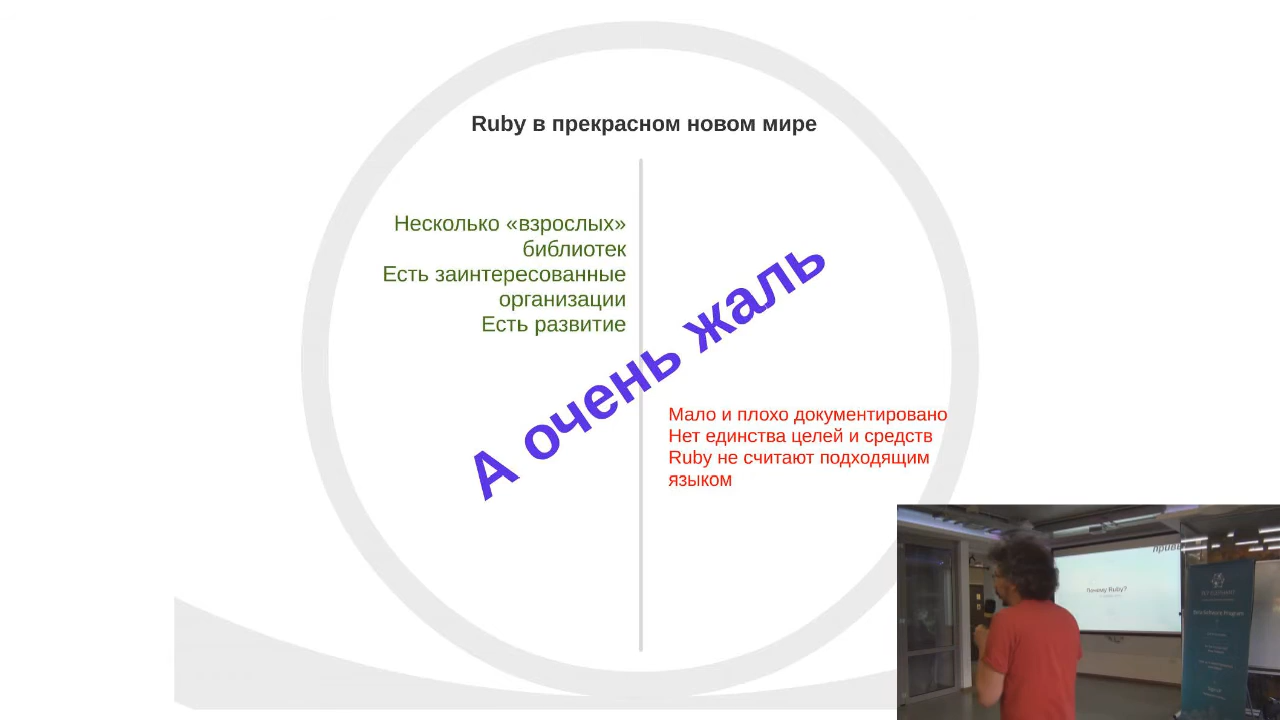 Ruby в прекрасном новом мире
Несколько «взрослых»
библиотек
Есть заинтересованные
организации
Есть развитие
А очень жаль
Мало и плохо документировано
Нет единства целей и средств
Ruby не считают подходящим
языком
Почему Ruby?